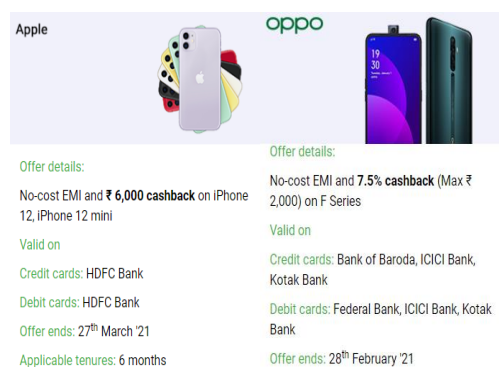 Apple
Offer details:
No-cost EMI and ₹ 6,000 cashback on iPhone
12, iPhone 12 mini
Valid on
Credit cards: HDFC Bank
Debit cards: HDFC Bank
Offer ends: 27th March '21
Applicable tenures: 6 months
oppo
Offer details:
No-cost EMI and 7.5% cashback (Max ₹
2,000) on F Series
Valid on
Credit cards: Bank of Baroda, ICICI Bank,
Kotak Bank
Debit cards: Federal Bank, ICICI Bank, Kotak
Bank
Offer ends: 28th February '21